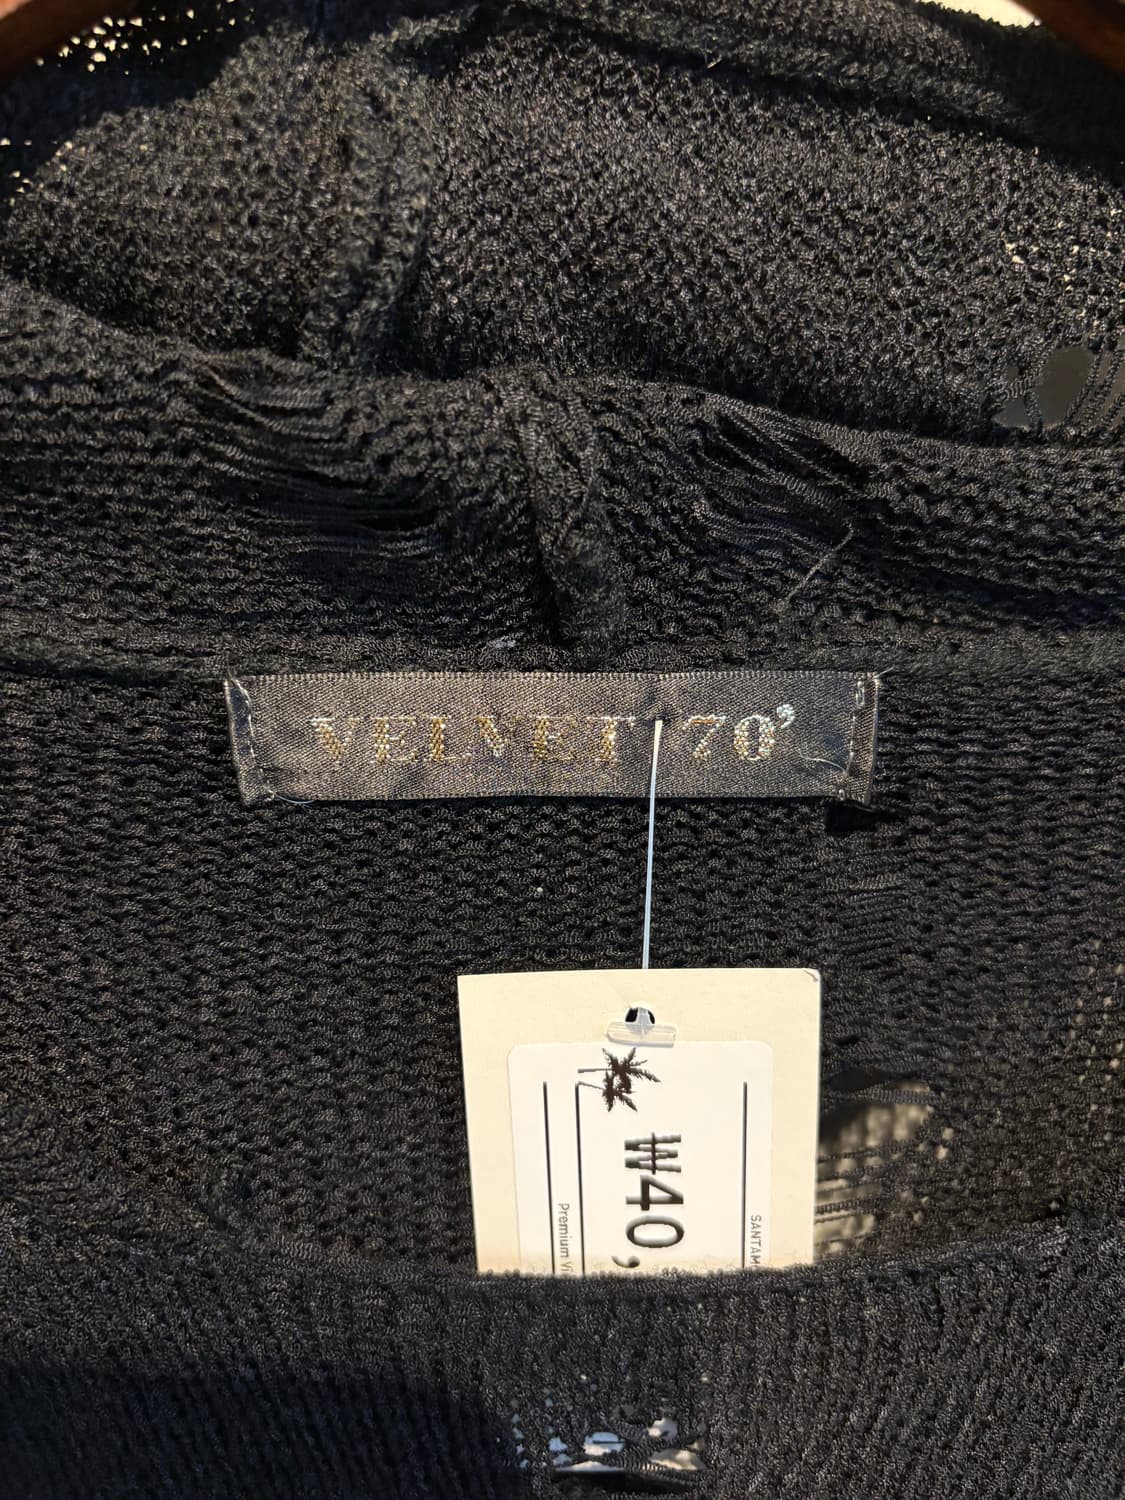 VELVET 70’
₩40,
SANTAM
Premium Vi